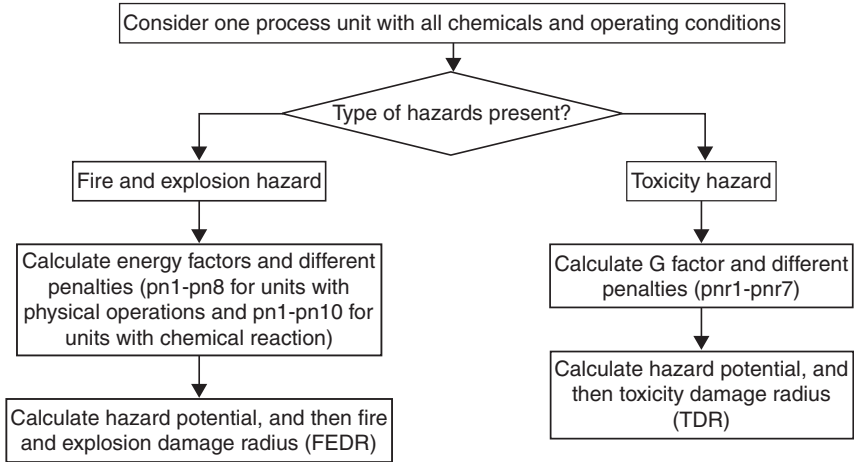 Consider one process unit with all chemicals and operating conditions
Type of hazards present?
Fire and explosion hazard
Calculate energy factors and different
penalties (pn1-pn8 for units with
physical operations and pn1-pn10 for
units with chemical reaction)
Calculate hazard potential, and then fire
and explosion damage radius (FEDR)
Toxicity hazard
Calculate G factor and different
penalties (pnr1-pnr7)
Calculate hazard potential, and
then toxicity damage radius
(TDR)